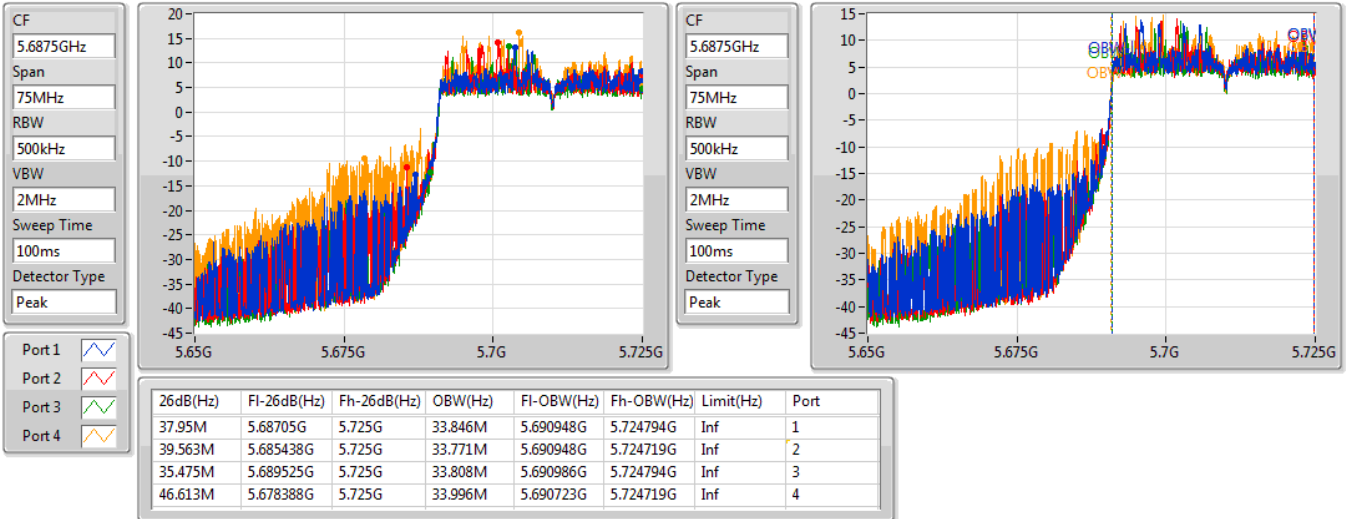 CF
5.6875GHz
Span
75MHz
RBW
500kHz
VBW
2MHz
Sweep Time
100ms
Detector Type
Peak
20
15
10
5
0
-5
-10
-15
-20
-25
-30
-35
-40
-45
5.65G 5.675G 5.7G 5.725G
CF
5.6875GHz
Span
75MHz
RBW
500kHz
VBW
2MHz
Sweep Time
100ms
Detector Type
Peak
15
10
5
0
-5
-10
-15
-20
-25
-30
-35
-40
-45
5.65G 5.675G 5.7G 5.725G
Port 1
Port 2
Port 3
Port 4
26dB(Hz) Fl-26dB(Hz) Fh-26dB(Hz) OBW(Hz) Fl-OBW(Hz) Fh-OBW(Hz) Limit(Hz) Port
37.95M 5.68705G 5.725G 33.846M 5.690948G 5.724794G Inf 1
39.563M 5.685438G 5.725G 33.771M 5.690948G 5.724719G Inf 2
35.475M 5.689525G 5.725G 33.808M 5.690986G 5.724794G Inf 3
46.613M 5.678388G 5.725G 33.996M 5.690723G 5.724719G Inf 4